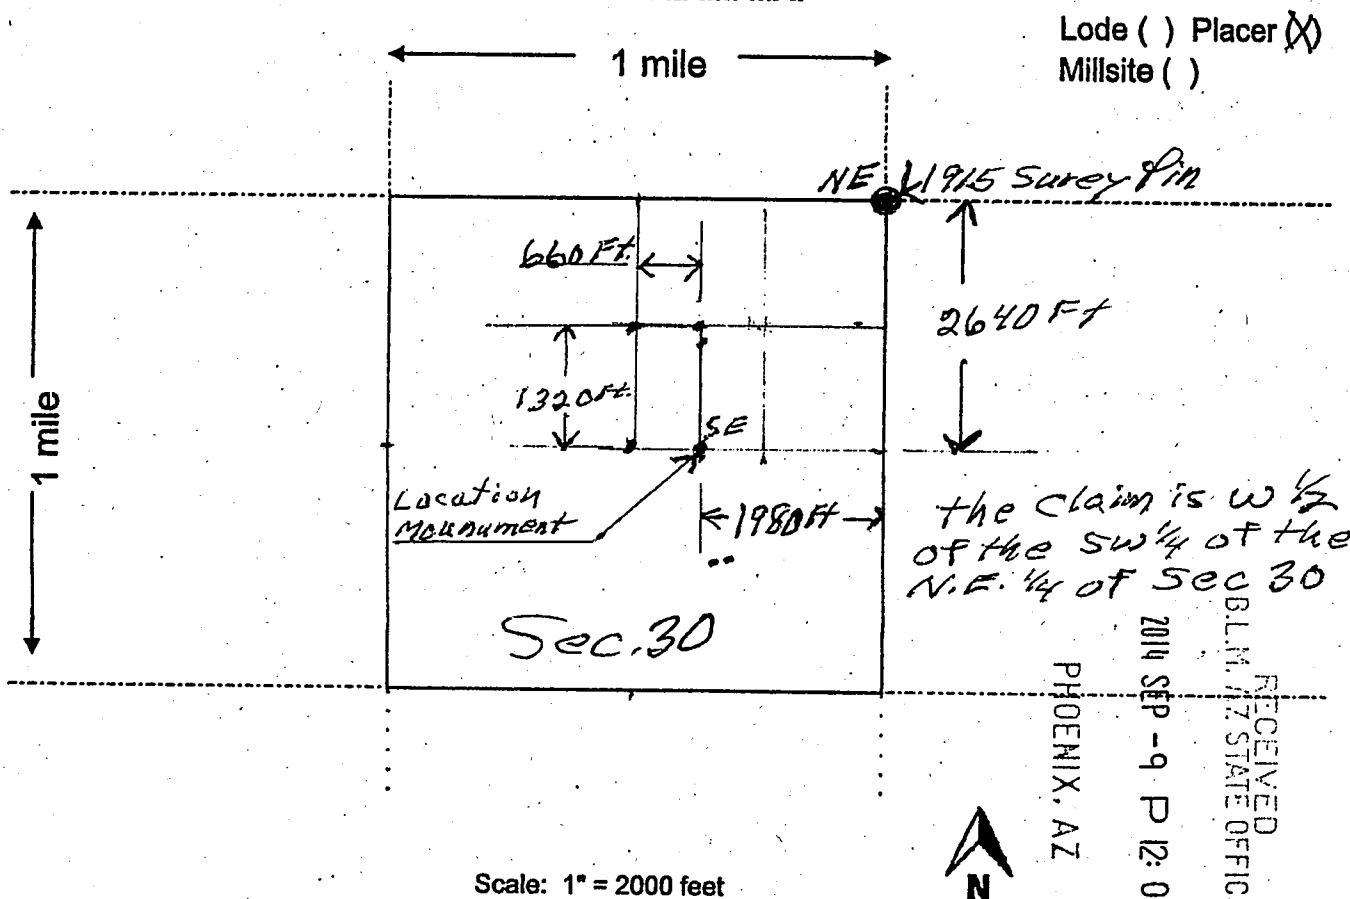 Lode ( ) Placer (X)
Millsite ( )
1 mile
NE 1915 Surey Pin
660 Ft.
2640 Ft
1320 Ft.
1 mile
SE
Location
Mounument
1980 Ft
the Claim is W 1/2
of the SW 1/4 of the
N.E. 1/4 of Sec 30
Sec. 30
RECEIVED
B.L.M. AZ STATE OFFIC
2014 SEP -9 P 12: 0
PHOENIX, AZ
N
Scale: 1" = 2000 feet